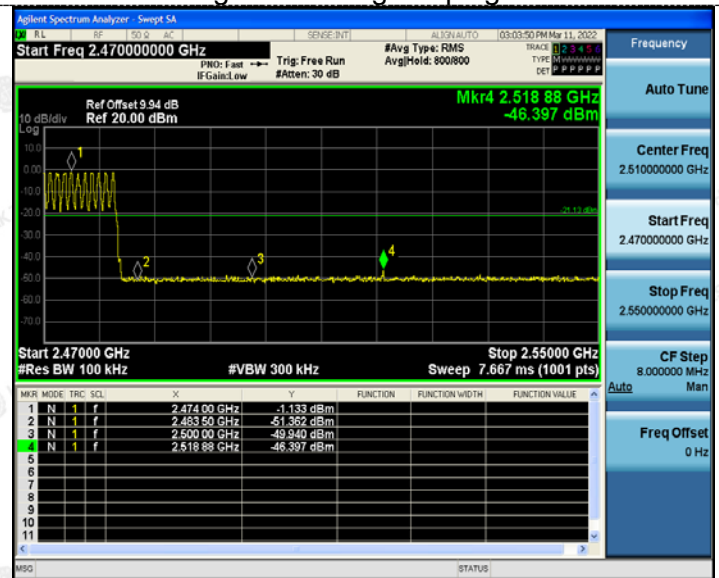 Agilent Spectrum Analyzer - Swept SA
RL RF 50 Ω AC SENSE:INT ALIGNAUTO 03:03:50 PM Mar 11, 2022
Start Freq 2.470000000 GHz
PNO: Fast
IFGain:Low
Trig: Free Run
#Atten: 30 dB
#Avg Type: RMS
Avg|Hold: 800/800
TRACE 1 2 3 4 5 6
TYPE M
DET P P P P P P
Frequency
Auto Tune
Center Freq
2.510000000 GHz
Start Freq
2.470000000 GHz
Stop Freq
2.550000000 GHz
CF Step
8.000000 MHz
Auto Man
Freq Offset
0 Hz
Ref Offset 9.94 dB
10 dB/div Ref 20.00 dBm
Log
Mkr4 2.518 88 GHz
-46.397 dBm
10.0
0.00
-10.0
-20.0
-30.0
-40.0
-50.0
-60.0
-70.0
1
2
3
4
-21.13 dBm
Start 2.47000 GHz Stop 2.55000 GHz
#Res BW 100 kHz #VBW 300 kHz Sweep 7.667 ms (1001 pts)
MKR MODE TRC SCL X Y FUNCTION FUNCTION WIDTH FUNCTION VALUE
1 N 1 f 2.474 00 GHz -1.133 dBm
2 N 1 f 2.483 50 GHz -51.362 dBm
3 N 1 f 2.500 00 GHz -49.940 dBm
4 N 1 f 2.518 88 GHz -46.397 dBm
5
6
7
8
9
10
11
MSG STATUS